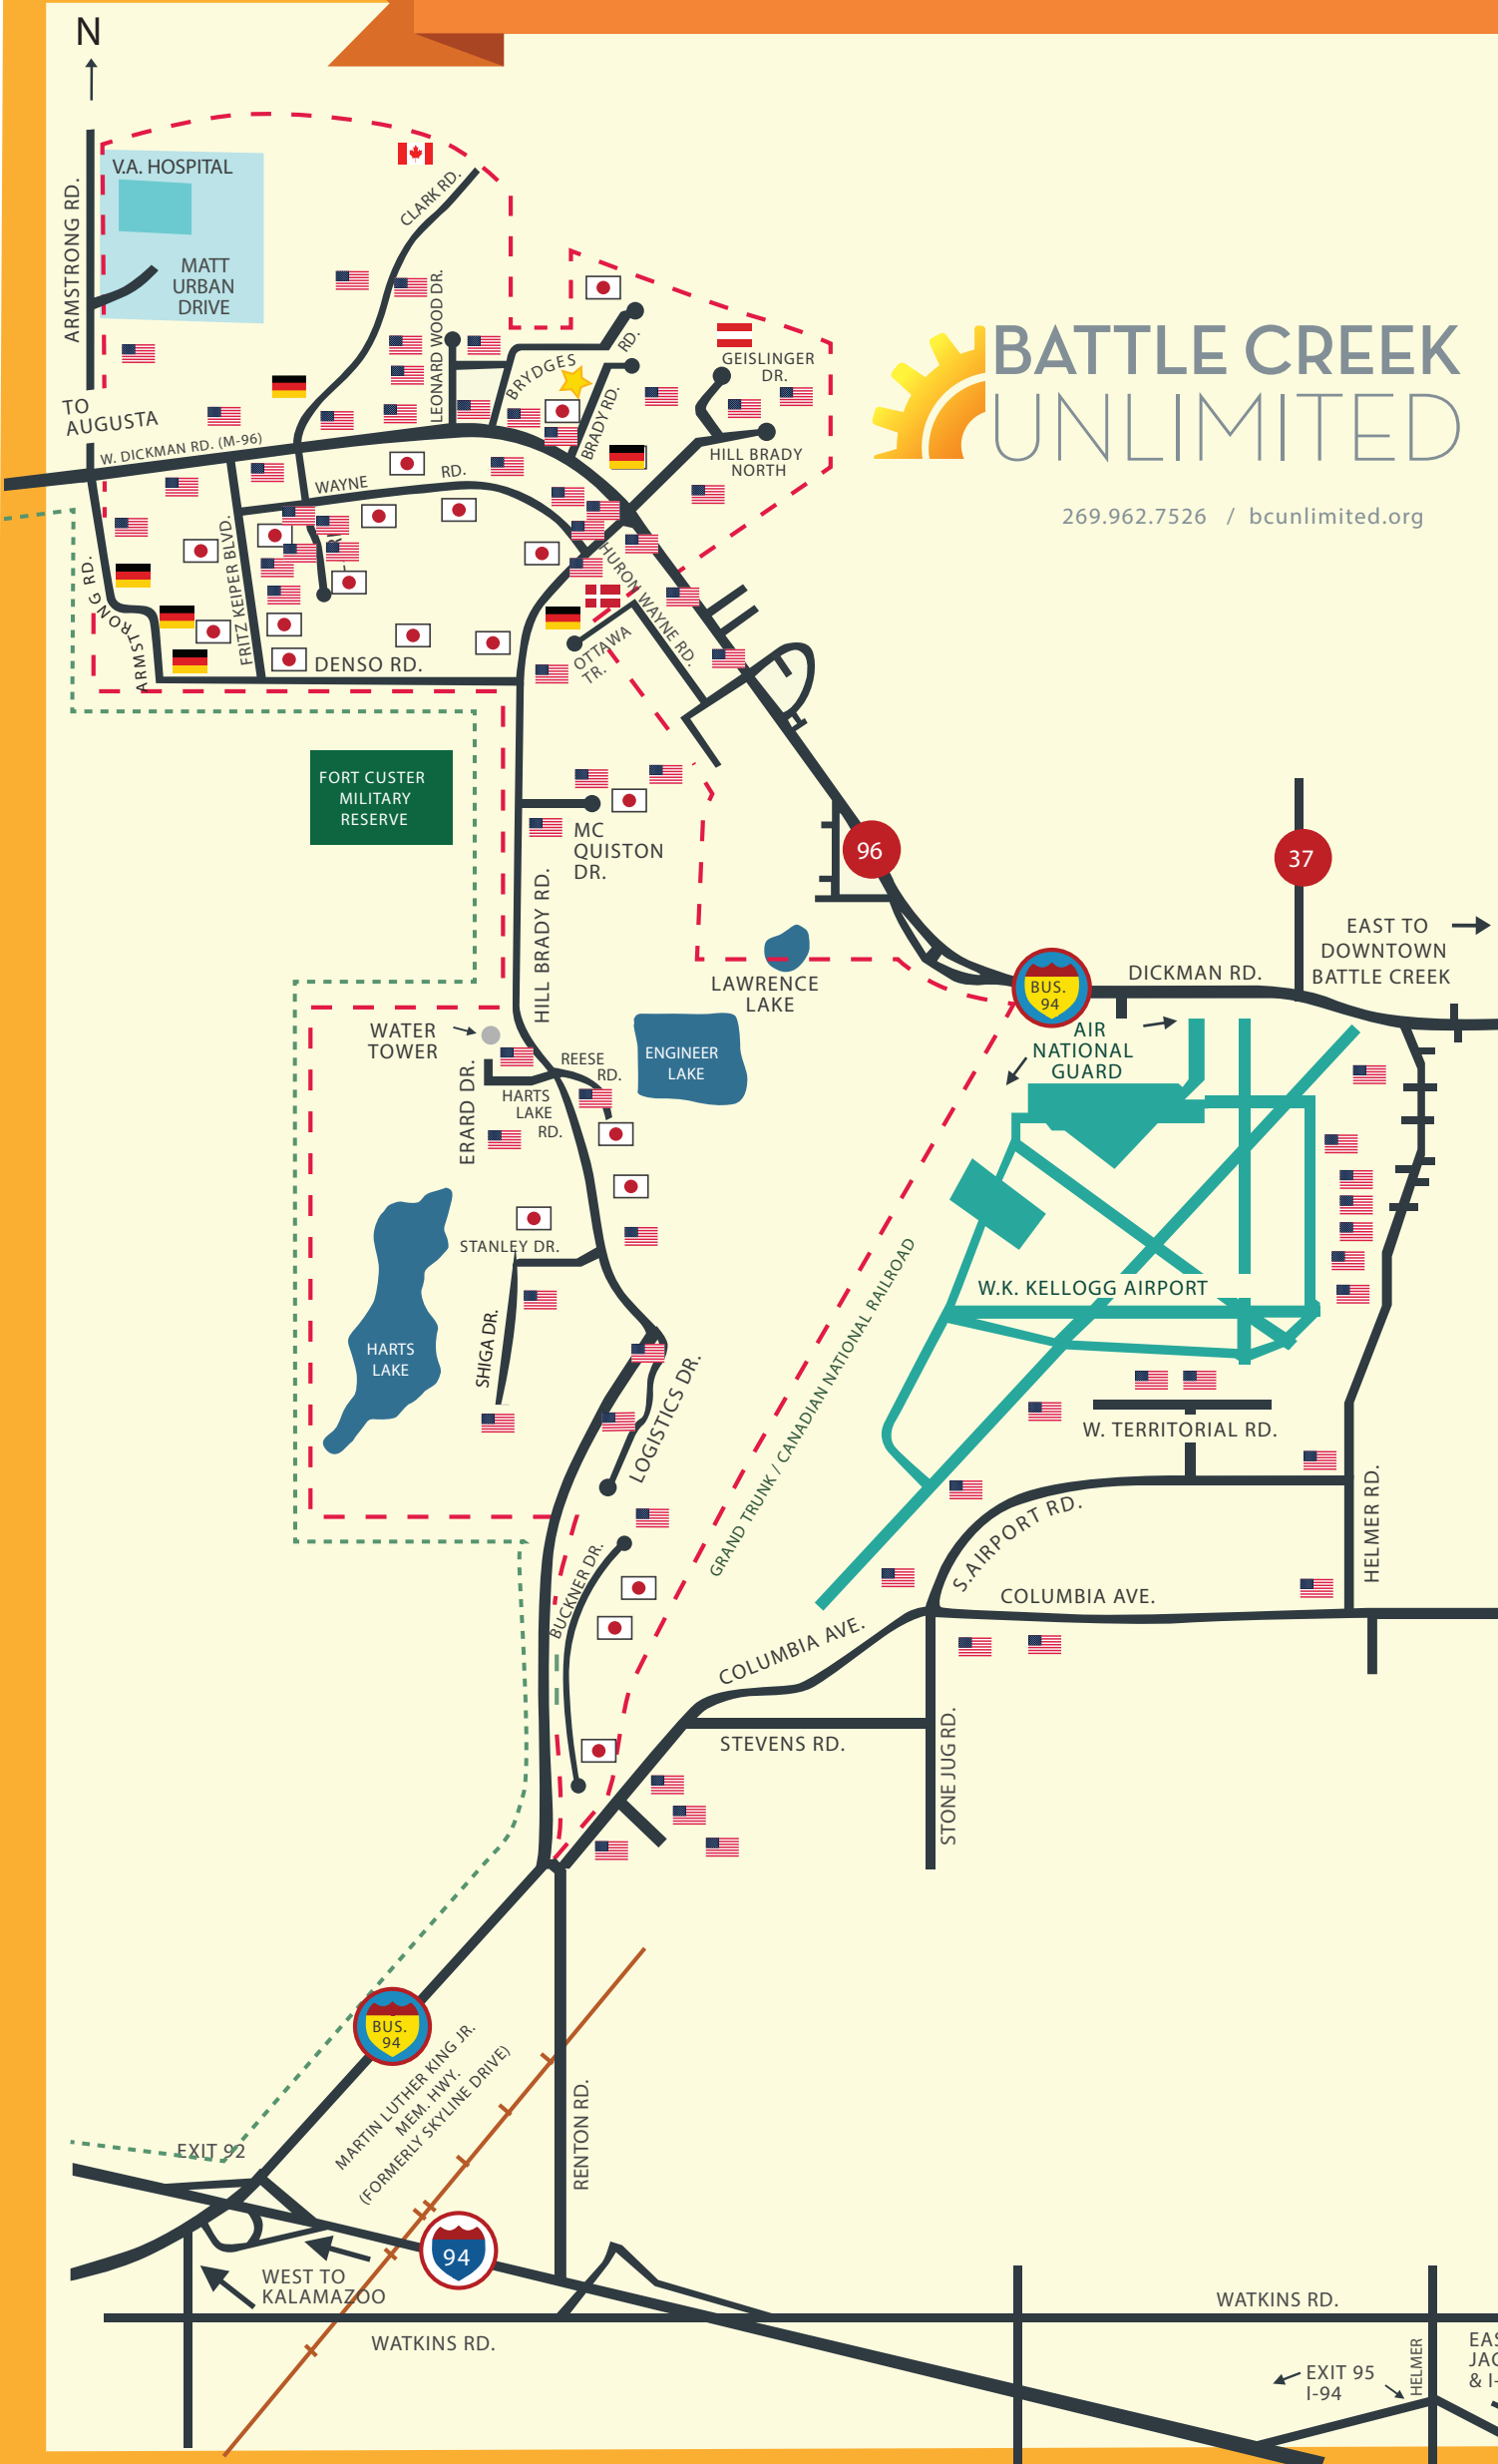 N
V.A. HOSPITAL
ARMSTRONG RD.
MATT
URBAN
DRIVE
CLARK RD.
LEONARD WOOD DR.
BRYDGES
RD.
BRADY RD.
GEISLINGER
DR.
HILL BRADY
NORTH
BATTLE CREEK
UNLIMITED
269.962.7526 / bcunlimited.org
TO
AUGUSTA
W. DICKMAN RD. (M-96)
WAYNE
RD.
FRITZ KEIPER BLVD.
ARMSTRONG RD.
DENSO RD.
HURON
WAYNE RD.
OTTAWA
TR.
FORT CUSTER
MILITARY
RESERVE
MC
QUISTON
DR.
HILL BRADY RD.
96
37
EAST TO
DOWNTOWN
BATTLE CREEK
LAWRENCE
LAKE
BUS.
94
DICKMAN RD.
AIR
NATIONAL
GUARD
WATER
TOWER
ERARD DR.
REESE
RD.
HARTS
LAKE
RD.
ENGINEER
LAKE
STANLEY DR.
SHIGA DR.
HARTS
LAKE
LOGISTICS DR.
GRAND TRUNK / CANADIAN NATIONAL RAILROAD
W.K. KELLOGG AIRPORT
W. TERRITORIAL RD.
S.AIRPORT RD.
HELMER RD.
COLUMBIA AVE.
COLUMBIA AVE.
BUCKNER DR.
STEVENS RD.
STONE JUG RD.
BUS.
94
MARTIN LUTHER KING JR.
MEM. HWY.
(FORMERLY SKYLINE DRIVE)
RENTON RD.
EXIT 92
94
WEST TO
KALAMAZOO
WATKINS RD.
WATKINS RD.
HELMER
EXIT 95
I-94
& I-